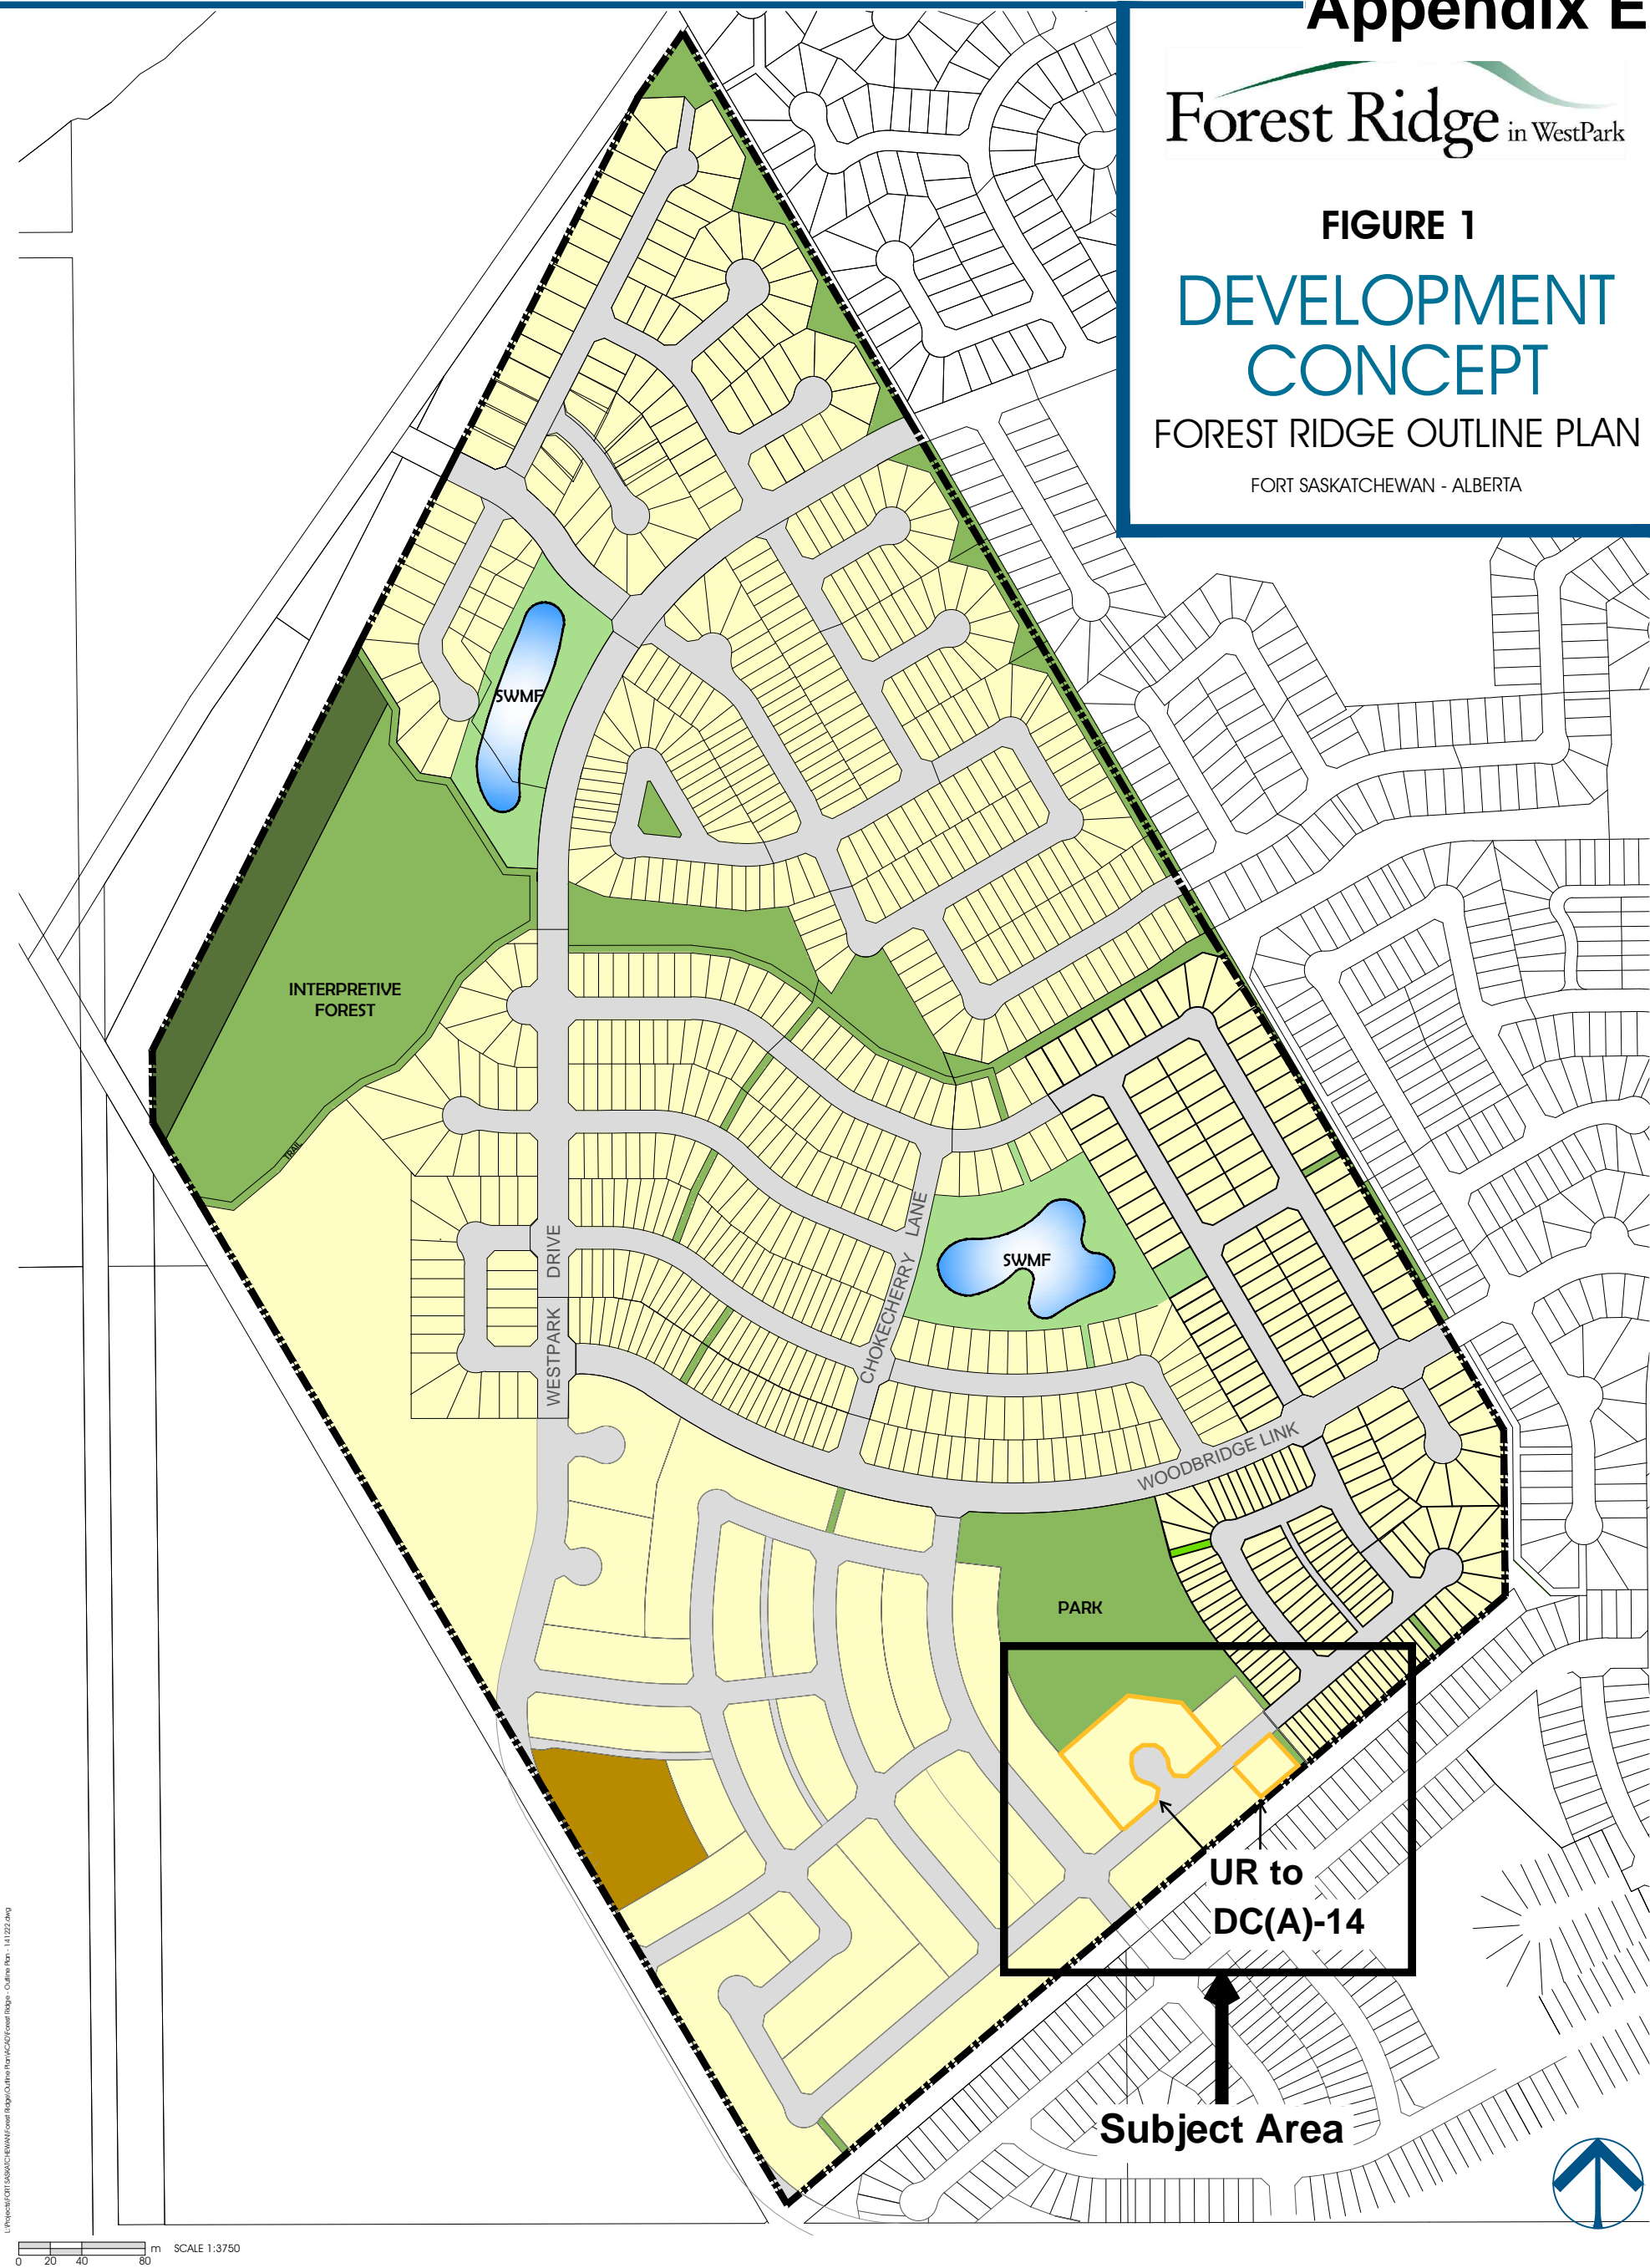 Appendix E
Forest Ridge in WestPark
FIGURE 1
DEVELOPMENT
CONCEPT
FOREST RIDGE OUTLINE PLAN
FORT SASKATCHEWAN - ALBERTA
SWMF
INTERPRETIVE
FOREST
TRAIL
WESTPARK DRIVE
CHOKECHERRY LANE
SWMF
WOODBRIDGE LINK
PARK
UR to
DC(A)-14
Subject Area
0 20 40 80 m SCALE 1:3750